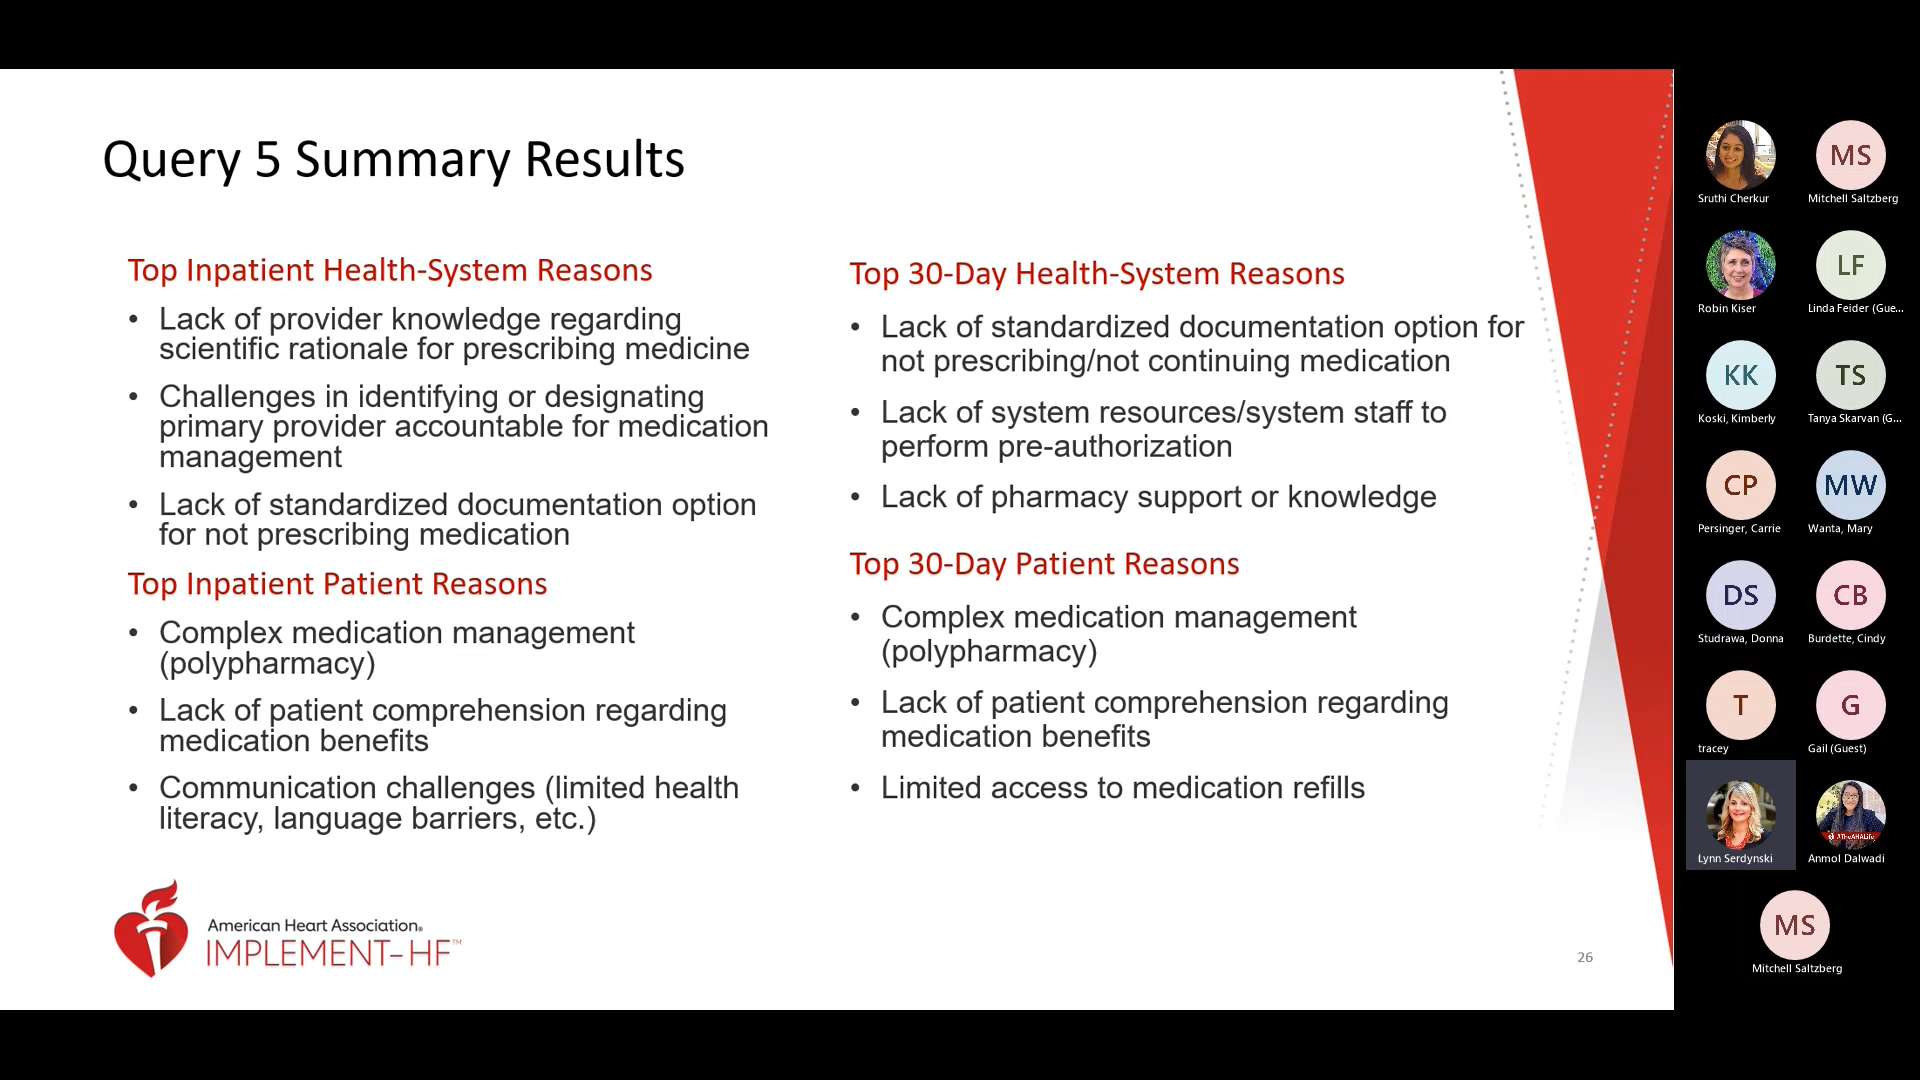 Query 5 Summary Results
Top Inpatient Health-System Reasons
• Lack of provider knowledge regarding
scientific rationale for prescribing medicine
• Challenges in identifying or designating
primary provider accountable for medication
management
• Lack of standardized documentation option
for not prescribing medication
Top Inpatient Patient Reasons
• Complex medication management
(polypharmacy)
• Lack of patient comprehension regarding
medication benefits
• Communication challenges (limited health
literacy, language barriers, etc.)
Top 30-Day Health-System Reasons
• Lack of standardized documentation option for
not prescribing/not continuing medication
• Lack of system resources/system staff to
perform pre-authorization
• Lack of pharmacy support or knowledge
Top 30-Day Patient Reasons
• Complex medication management
(polypharmacy)
• Lack of patient comprehension regarding
medication benefits
• Limited access to medication refills
American Heart Association®
IMPLEMENT-HF™
26
Sruthi Cherkur
MS
Mitchell Saltzberg
Robin Kiser
LF
Linda Feider (Gue...
KK
Koski, Kimberly
TS
Tanya Skarvan (G...
CP
Persinger, Carrie
MW
Wanta, Mary
DS
Studrawa, Donna
CB
Burdette, Cindy
T
tracey
G
Gail (Guest)
Lynn Serdynski
#TheAHALife
Anmol Dalwadi
MS
Mitchell Saltzberg